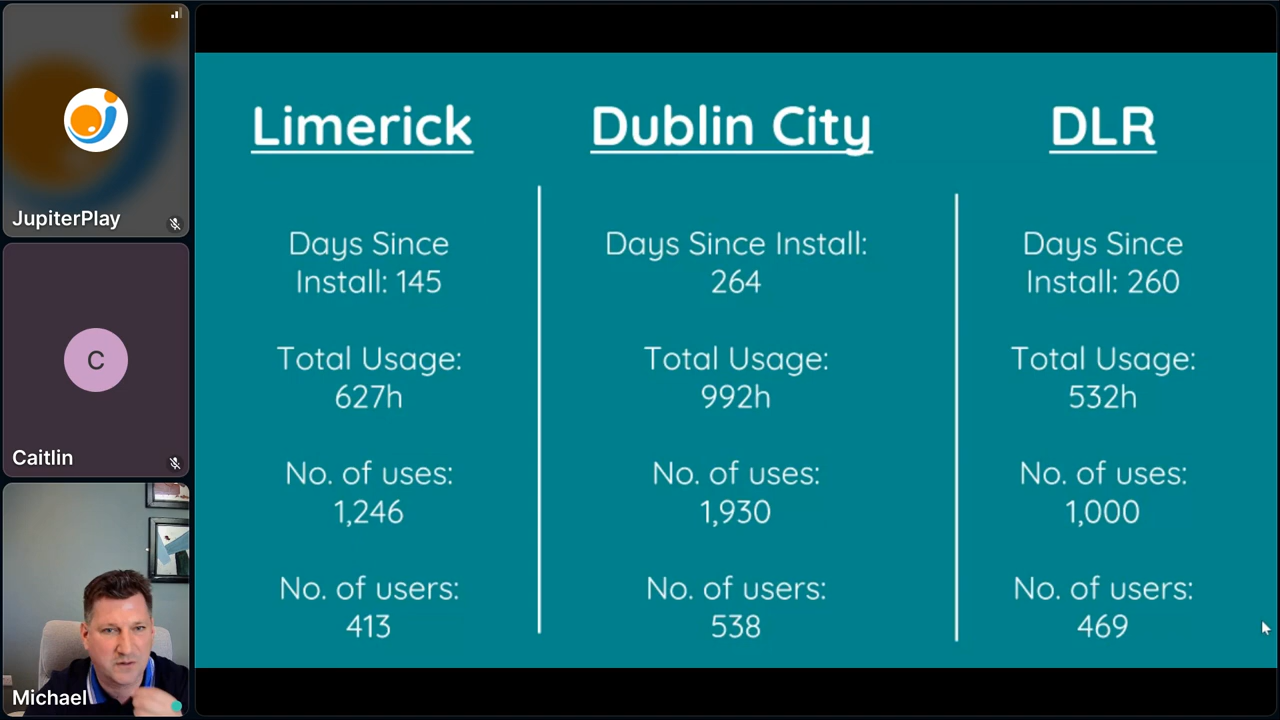 JupiterPlay
C
Caitlin
Michael
Limerick
Days Since
Install: 145
Total Usage:
627h
No. of uses:
1,246
No. of users:
413
Dublin City
Days Since Install:
264
Total Usage:
992h
No. of uses:
1,930
No. of users:
538
DLR
Days Since
Install: 260
Total Usage:
532h
No. of uses:
1,000
No. of users:
469